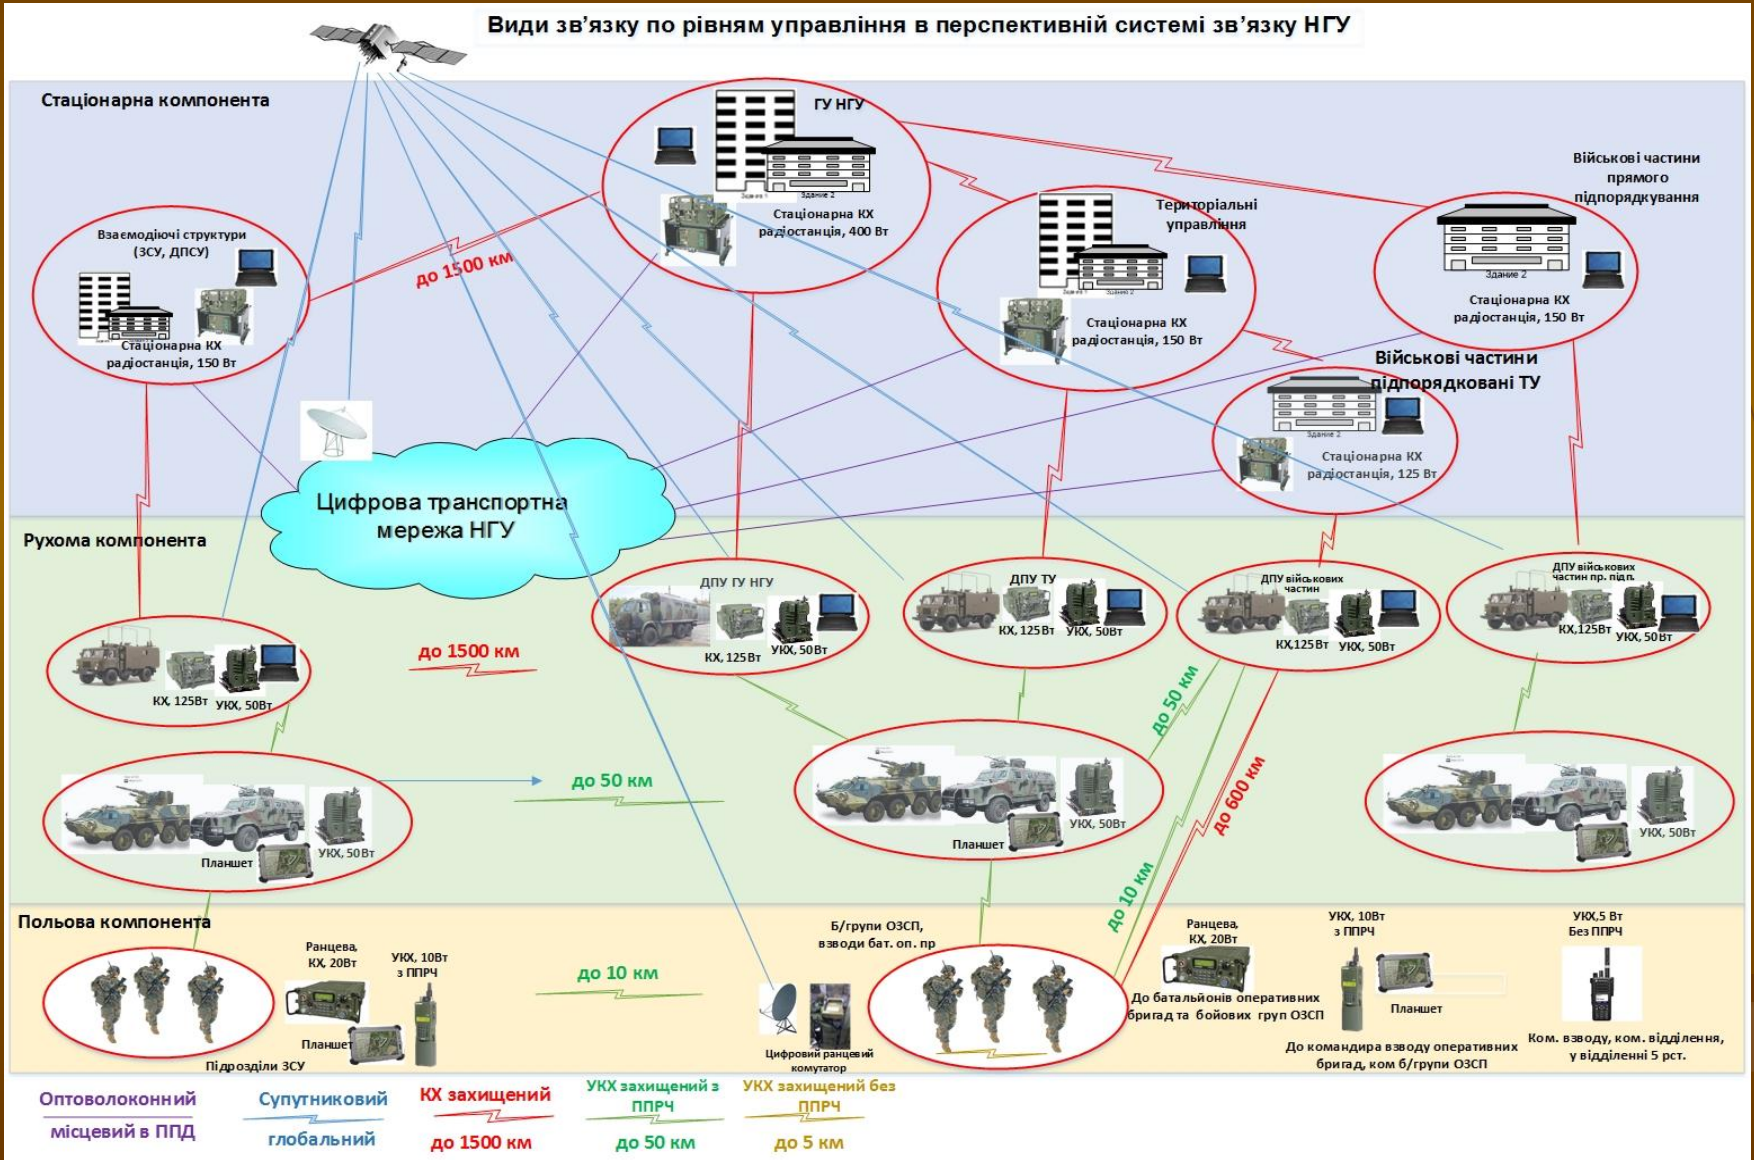 Види зв’язку по рівням управління в перспективній системі зв’язку НГУ
Стаціонарна компонента
ГУ НГУ
Здание 2
Стаціонарна КХ
радіостанція, 400 Вт
Військові частини
прямого
підпорядкування
Територіальні
управління
Здание 2
Стаціонарна КХ
радіостанція, 150 Вт
Здание 2
Стаціонарна КХ
радіостанція, 150 Вт
Взаємодіючі структури
(ЗСУ, ДПСУ)
Стаціонарна КХ
радіостанція, 150 Вт
до 1500 км
Військові частини
підпорядковані ТУ
Здание 2
Стаціонарна КХ
радіостанція, 125 Вт
Цифрова транспортна
мережа НГУ
Рухома компонента
КХ, 125Вт
УКХ, 50Вт
до 1500 км
ДПУ ГУ НГУ
КХ, 125Вт
УКХ, 50Вт
ДПУ ТУ
КХ, 125Вт
УКХ, 50Вт
ДПУ військових
частин
КХ,125Вт
УКХ, 50Вт
ДПУ військових
частин пр. підп.
КХ,125Вт
УКХ, 50Вт
до 50 км
до 600 км
до 10 км
Планшет
УКХ, 50Вт
до 50 км
Планшет
УКХ, 50Вт
УКХ, 50Вт
Польова компонента
Ранцева,
КХ, 20Вт
УКХ, 10Вт
з ППРЧ
Планшет
Підрозділи ЗСУ
до 10 км
Б/групи ОЗСП,
взводи бат. оп. пр
Цифровий ранцевий
комутатор
Ранцева,
КХ, 20Вт
До батальйонів оперативних
бригад та бойових груп ОЗСП
УКХ, 10Вт
з ППРЧ
Планшет
До командира взводу оперативних
бригад, ком б/групи ОЗСП
УКХ,5 Вт
Без ППРЧ
Ком. взводу, ком. відділення,
у відділенні 5 рст.
Оптоволоконний
місцевий в ППД
Супутниковий
глобальний
КХ захищений
до 1500 км
УКХ захищений з
ППРЧ
до 50 км
УКХ захищений без
ППРЧ
до 5 км